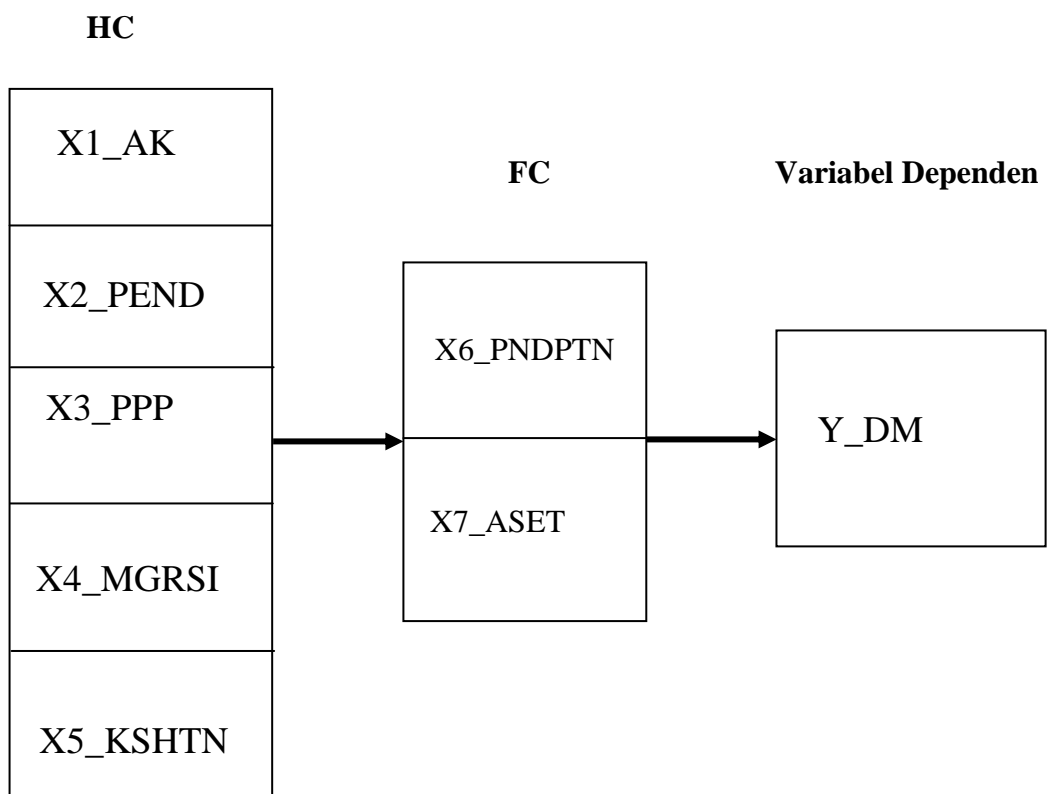 HC
X1_AK
X2_PEND
X3_PPP
X4_MGRSI
X5_KSHTN
FC
X6_PNDPTN
X7_ASET
Variabel Dependen
Y_DM